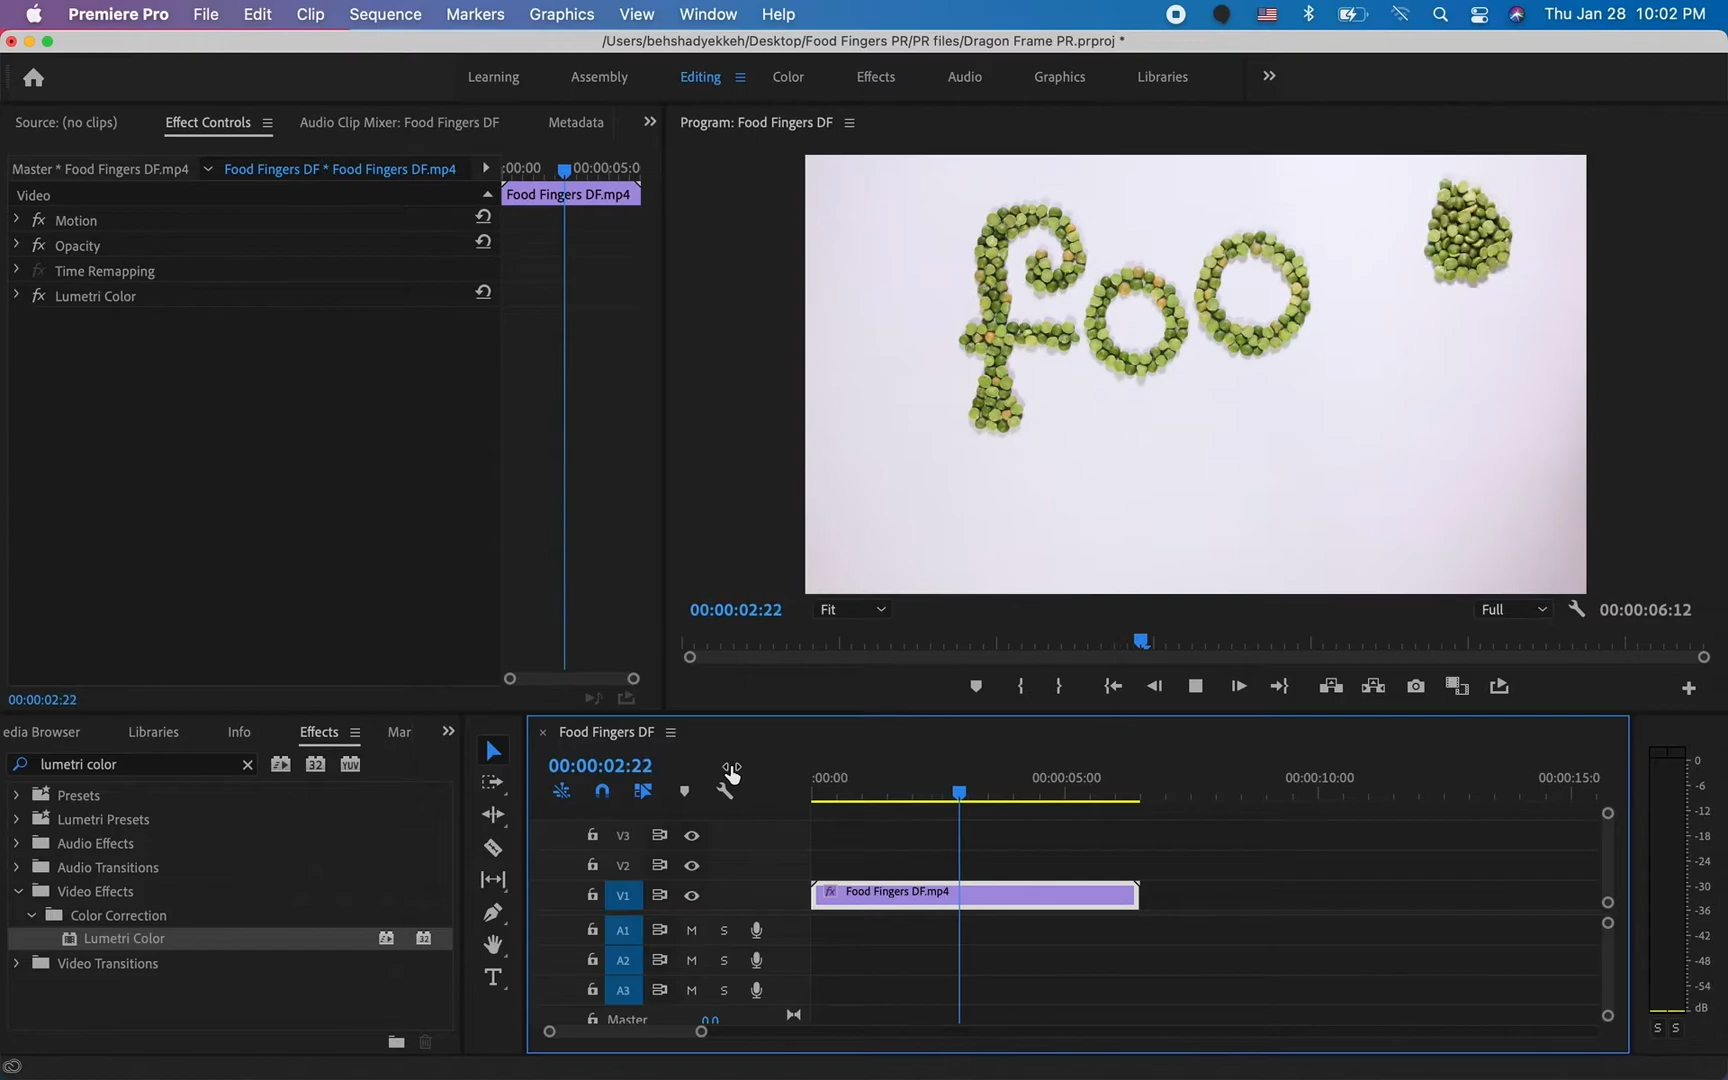 Premiere Pro File Edit Clip Sequence Markers Graphics View Window Help Thu Jan 28 10:02 PM
/Users/behshadyekkeh/Desktop/Food Fingers PR/PR files/Dragon Frame PR.prproj *
Learning Assembly Editing Color Effects Audio Graphics Libraries
Source: (no clips) Effect Controls Audio Clip Mixer: Food Fingers DF Metadata
Program: Food Fingers DF
Master * Food Fingers DF.mp4 Food Fingers DF * Food Fingers DF.mp4 :00:00 00:00:05:0
Video Food Fingers DF.mp4
fx Motion
fx Opacity
fx Time Remapping
fx Lumetri Color
foo
00:00:02:22 Fit Full 00:00:06:12
00:00:02:22
edia Browser Libraries Info Effects Mar
lumetri color 32 YUV
Presets
Lumetri Presets
Audio Effects
Audio Transitions
Video Effects
Color Correction
Lumetri Color 32
Video Transitions
T
× Food Fingers DF
00:00:02:22 :00:00 00:00:05:00 00:00:10:00 00:00:15:0
V3
V2
V1 fx Food Fingers DF.mp4
A1 M S
A2 M S
A3 M S
Master 0.0
0
-6
-12
-18
-24
-30
-36
-42
-48
-54
dB
S S